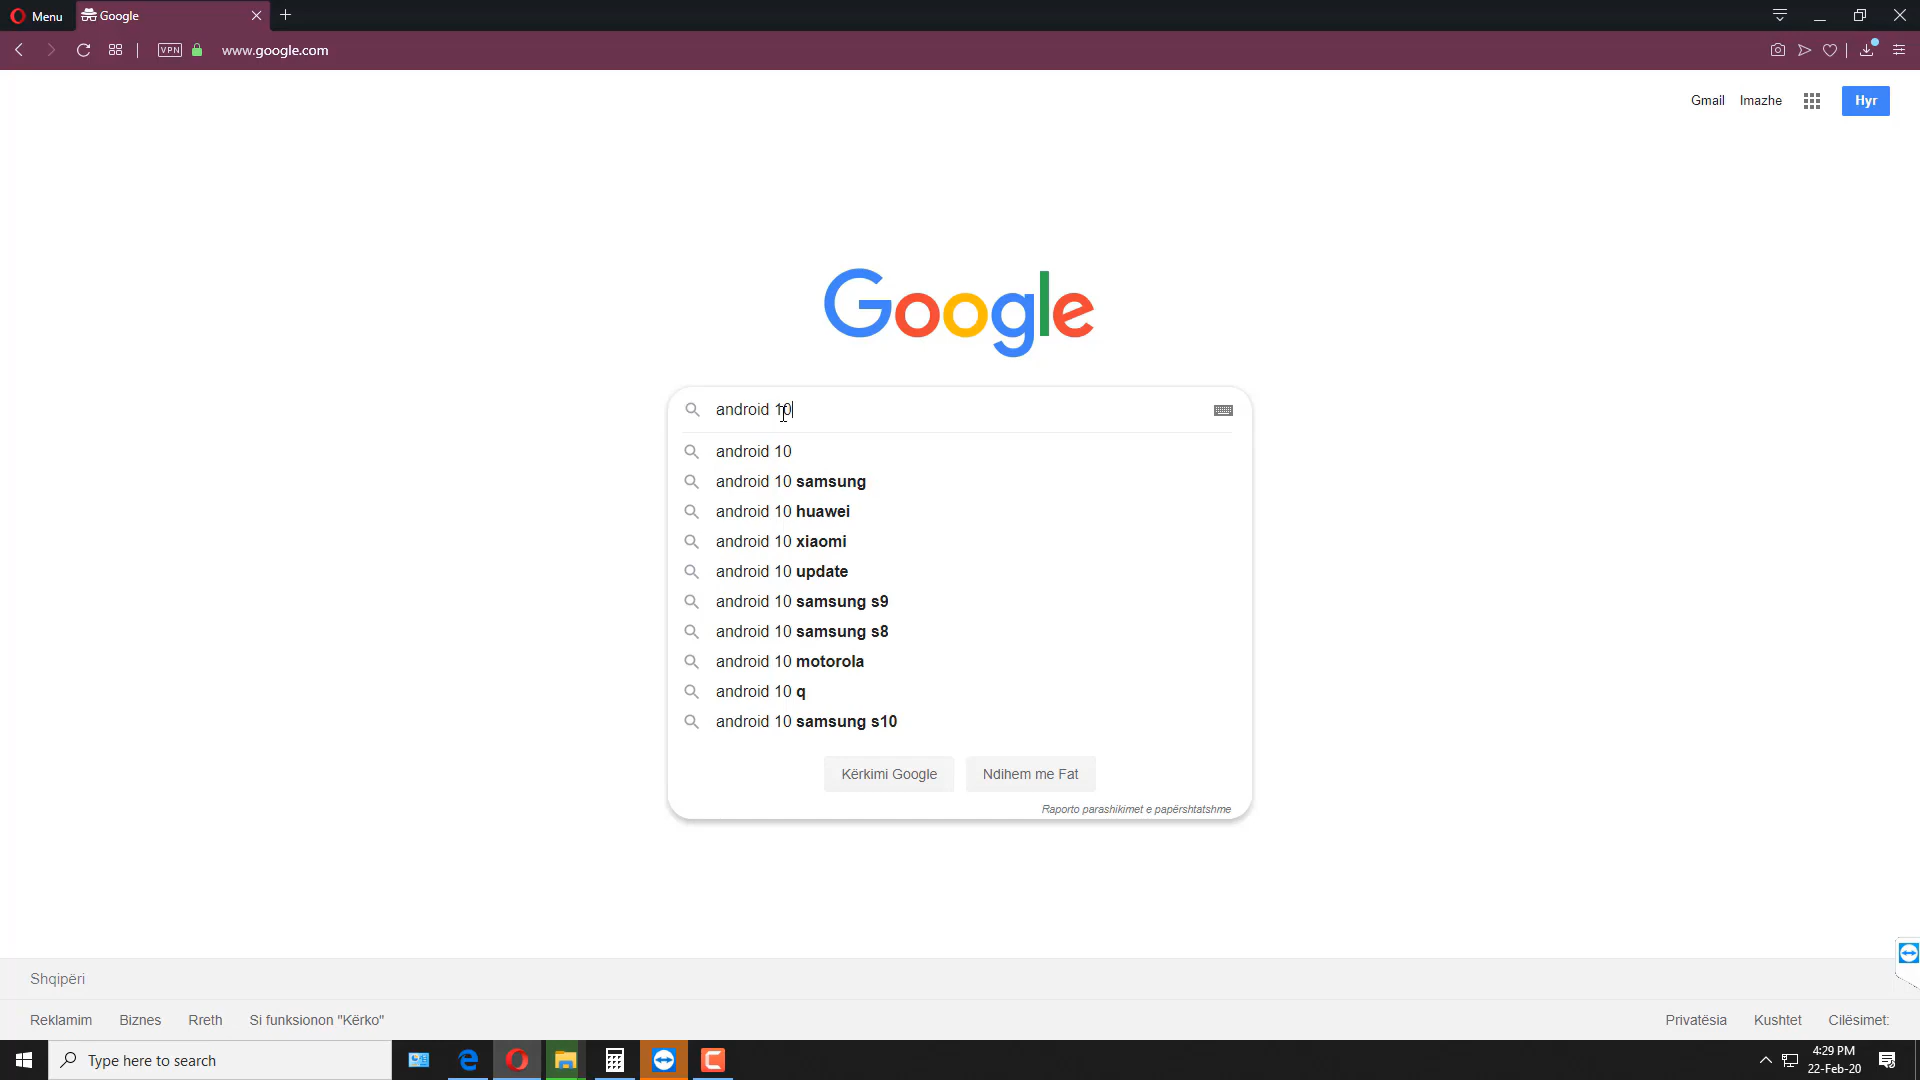 Menu
Google
VPN
www.google.com
Gmail
Imazhe
Hyr
Google
android 10
android 10
android 10 samsung
android 10 huawei
android 10 xiaomi
android 10 update
android 10 samsung s9
android 10 samsung s8
android 10 motorola
android 10 q
android 10 samsung s10
Kërkimi Google
Ndihem me Fat
Raporto parashikimet e papërshtatshme
Shqipëri
Reklamim
Biznes
Rreth
Si funksionon "Kërko"
Privatësia
Kushtet
Cilësimet:
Type here to search
4:29 PM
22-Feb-20